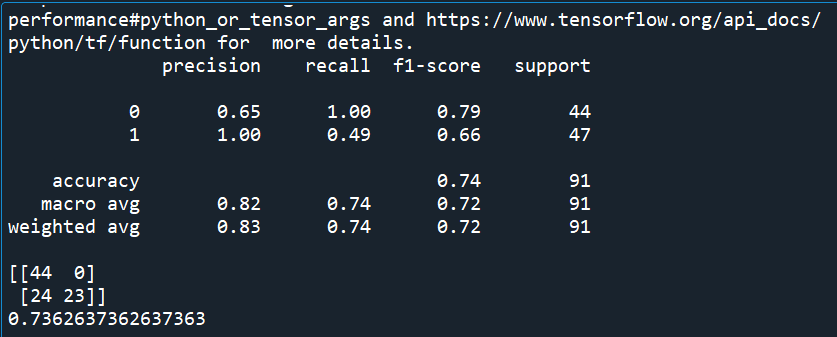 performance#python_or_tensor_args and https://www.tensorflow.org/api_docs/
python/tf/function for  more details.
              precision    recall  f1-score   support

           0       0.65      1.00      0.79        44
           1       1.00      0.49      0.66        47

    accuracy                           0.74        91
   macro avg       0.82      0.74      0.72        91
weighted avg       0.83      0.74      0.72        91

[[44  0]
 [24 23]]
0.7362637362637363